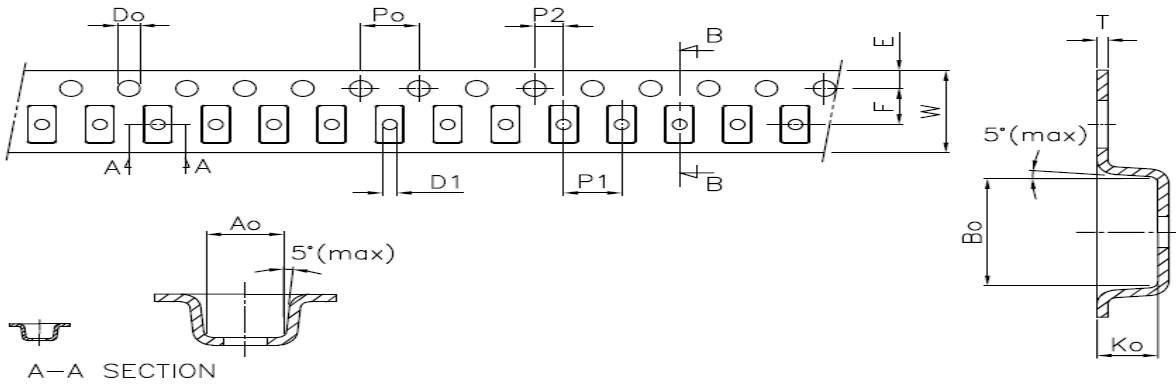 Do
Po
P2
B
T
E
F
W
5°(max)
A
A
D1
B
P1
Ao
5°(max)
Bo
Ko
A-A SECTION